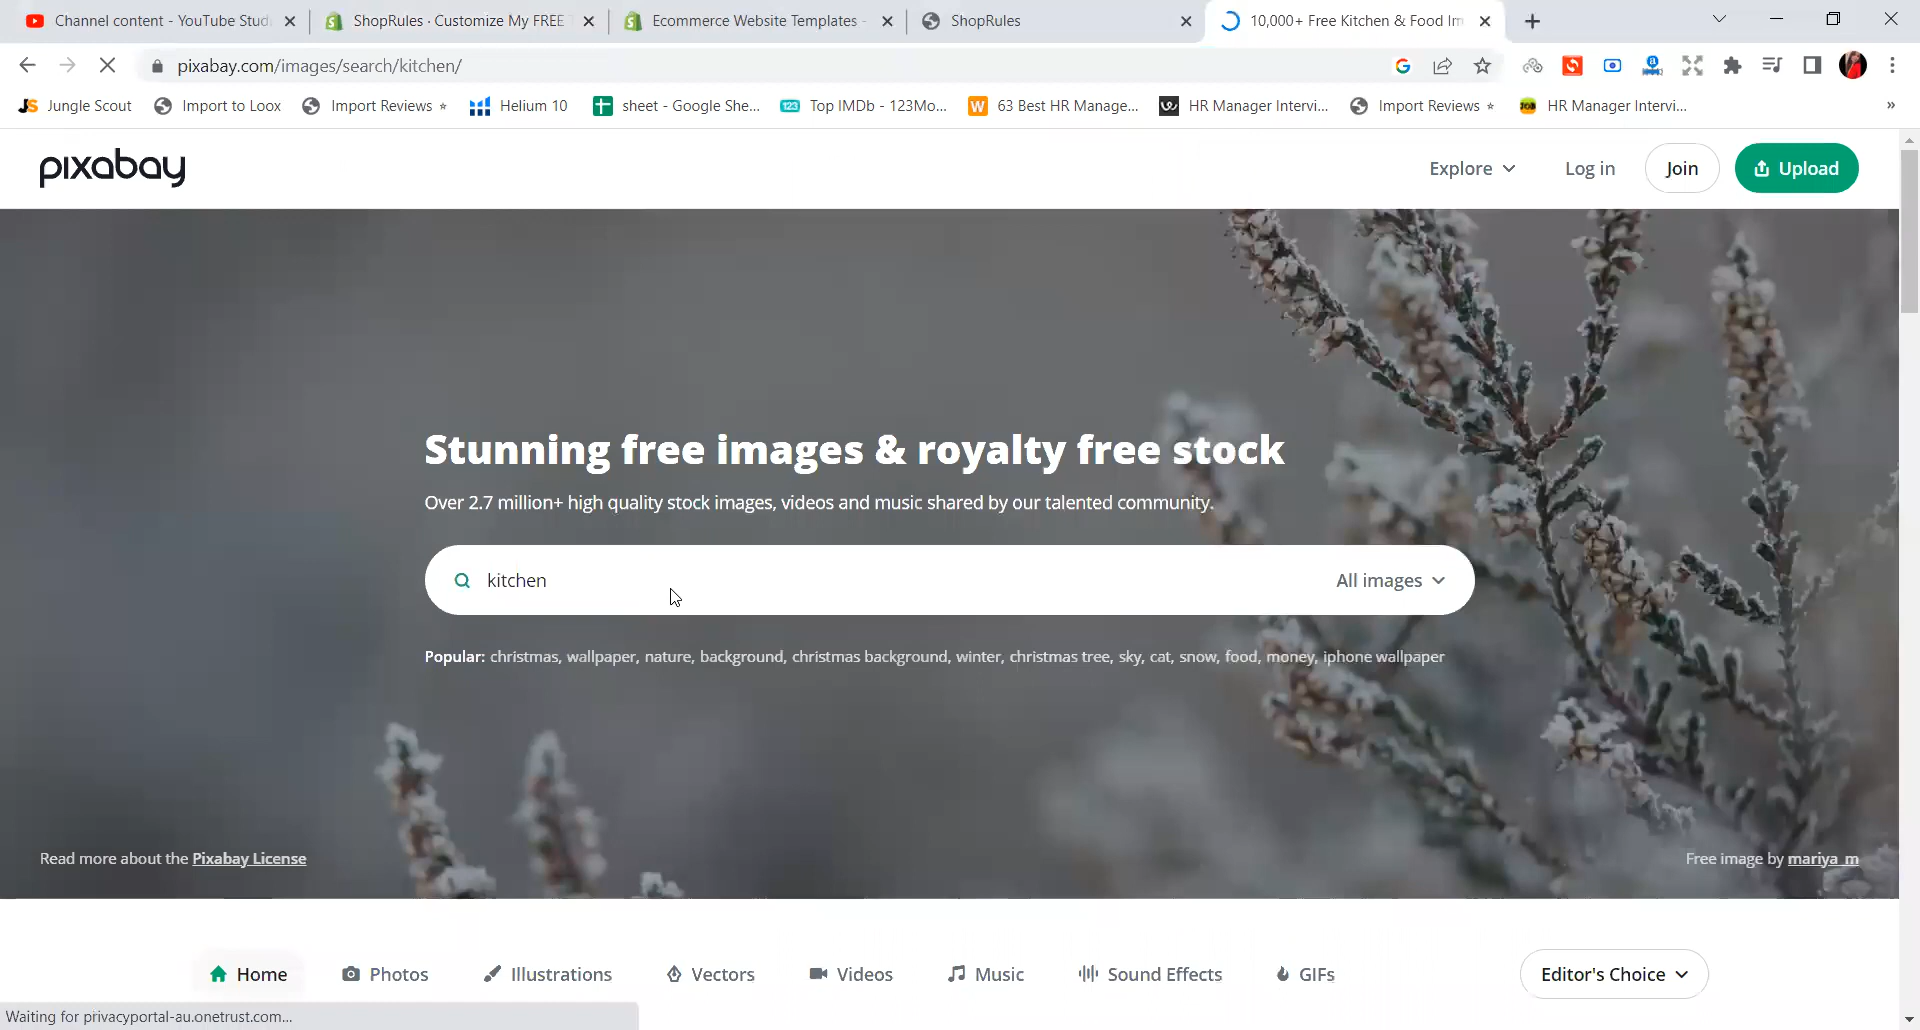 Channel content - YouTube Stud
ShopRules · Customize My FREE T
Ecommerce Website Templates -
ShopRules
10,000+ Free Kitchen & Food Im
pixabay.com/images/search/kitchen/
Jungle Scout
Import to Loox
Import Reviews ⭑
Helium 10
sheet - Google She...
Top IMDb - 123Mo...
63 Best HR Manage...
HR Manager Intervi...
Import Reviews ⭑
HR Manager Intervi...
»
pixabay
Explore
Log in
Join
Upload
Stunning free images & royalty free stock
Over 2.7 million+ high quality stock images, videos and music shared by our talented community.
kitchen
All images
Popular: christmas, wallpaper, nature, background, christmas background, winter, christmas tree, sky, cat, snow, food, money, iphone wallpaper
Read more about the Pixabay License
Free image by mariya_m
Home
Photos
Illustrations
Vectors
Videos
Music
Sound Effects
GIFs
Editor's Choice
Waiting for privacyportal-au.onetrust.com...